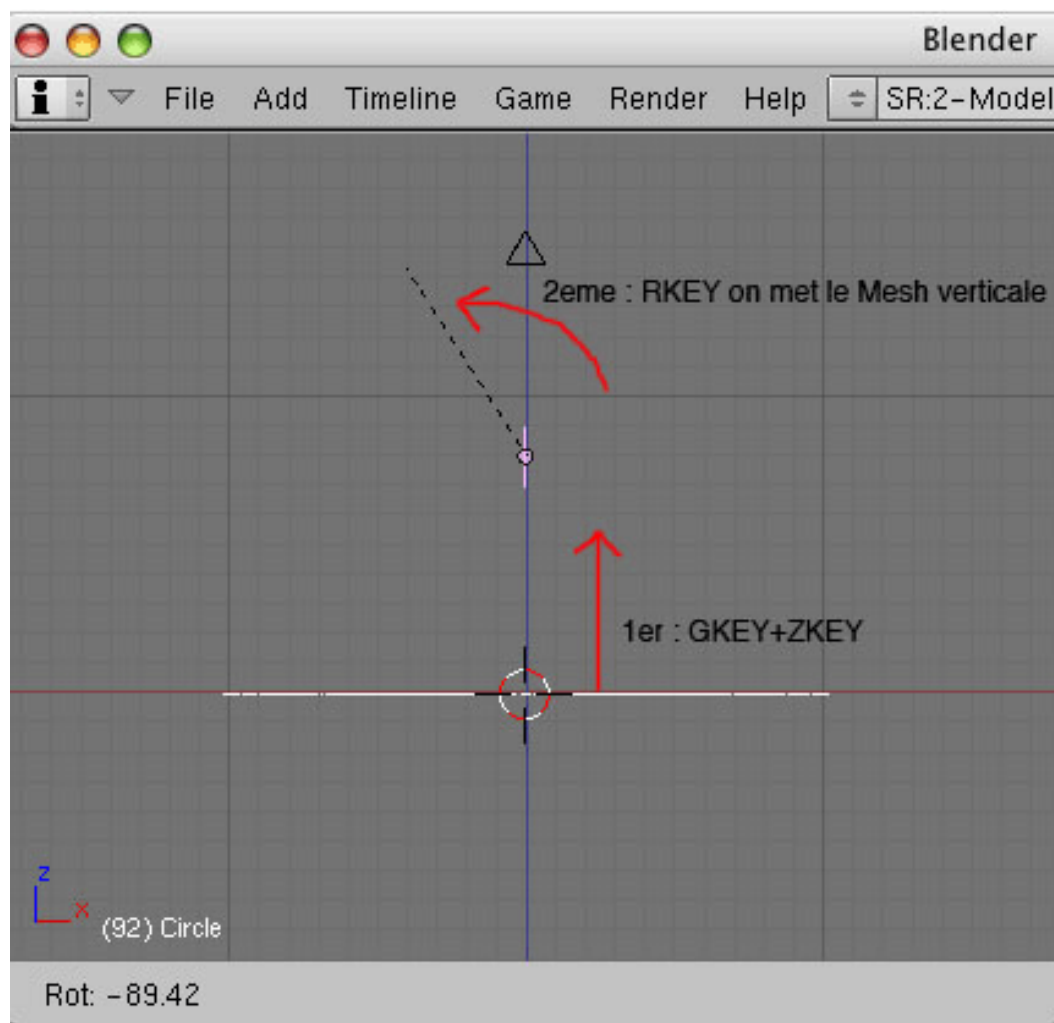 Blender
File Add Timeline Game Render Help SR:2-Model
2eme : RKEY on met le Mesh verticale
1er : GKEY+ZKEY
z
x
(92) Circle
Rot: -89.42